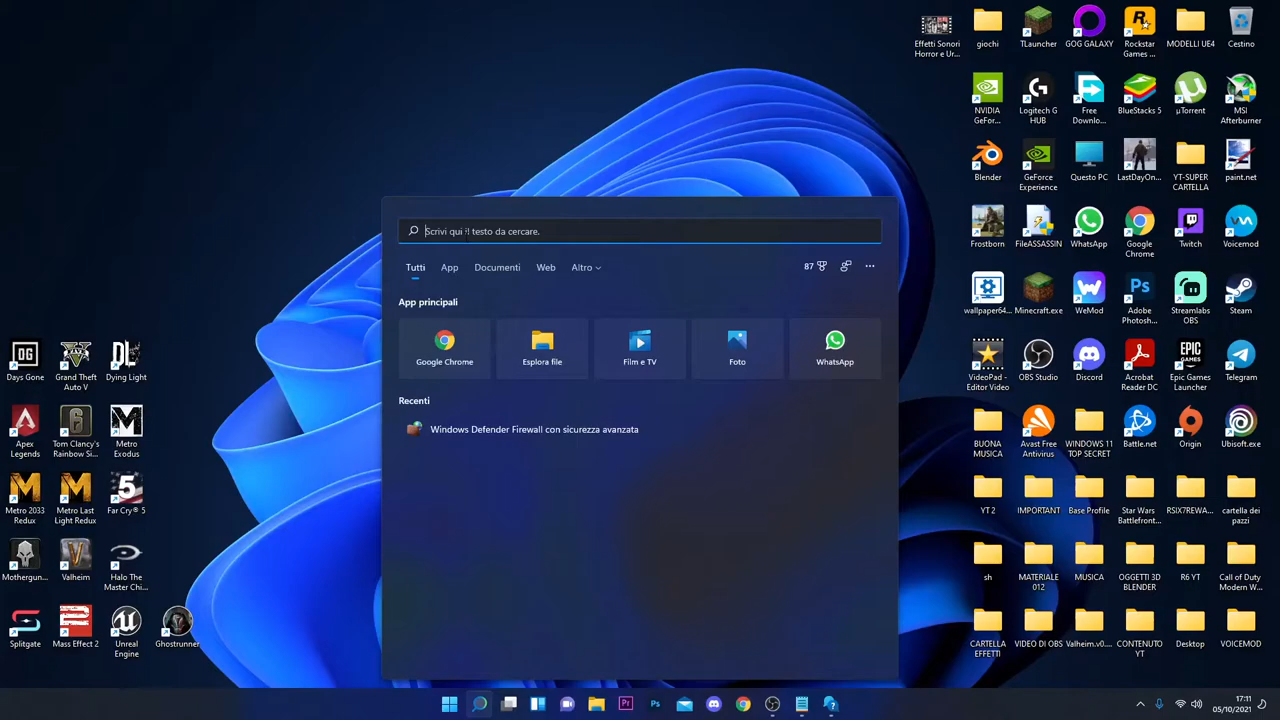 Effetti Sonori
Horror e Ur...
giochi
TLauncher
GOG GALAXY
Rockstar
Games ...
MODELLI UE4
Cestino
NVIDIA
GeFor...
Logitech G
HUB
Free
Downlo...
BlueStacks 5
µTorrent
MSI
Afterburner
Blender
GeForce
Experience
Questo PC
LastDayOn...
YT-SUPER
CARTELLA
paint.net
Frostborn
FileASSASSIN
WhatsApp
Google
Chrome
Twitch
Voicemod
wallpaper64...
Minecraft.exe
WeMod
Adobe
Photosh...
Streamlabs
OBS
Steam
VideoPad -
Editor Video
OBS Studio
Discord
Acrobat
Reader DC
Epic Games
Launcher
Telegram
BUONA
MUSICA
Avast Free
Antivirus
WINDOWS 11
TOP SECRET
Battle.net
Origin
Ubisoft.exe
YT 2
IMPORTANT
Base Profile
Star Wars
Battlefront...
RSIX7REWA...
cartella dei
pazzi
sh
MATERIALE
012
MUSICA
OGGETTI 3D
BLENDER
R6 YT
Call of Duty
Modern W...
CARTELLA
EFFETTI
VIDEO DI OBS
Valheim.v0....
CONTENUTO
YT
Desktop
VOICEMOD
Scrivi qui il testo da cercare.
Tutti App Documenti Web Altro
87
App principali
Google Chrome
Esplora file
Film e TV
Foto
WhatsApp
Recenti
Windows Defender Firewall con sicurezza avanzata
Days Gone
Grand Theft
Auto V
Dying Light
Apex
Legends
Tom Clancy's
Rainbow Si...
Metro
Exodus
Metro 2033
Redux
Metro Last
Light Redux
Far Cry® 5
Mothergun...
Valheim
Halo The
Master Chi...
Splitgate
Mass Effect 2
Unreal
Engine
Ghostrunner
17:11
05/10/2021